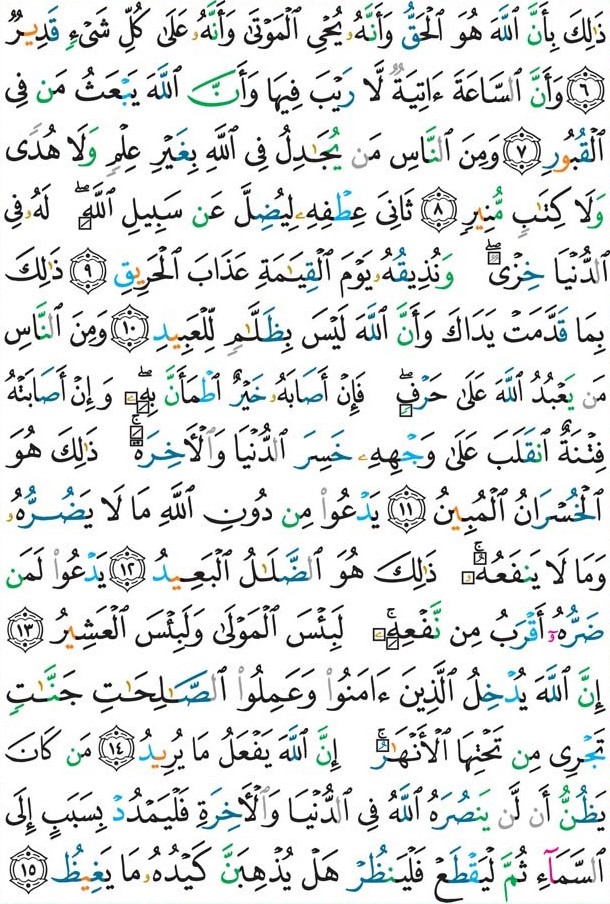 ذَٰلِكَ بِأَنَّ ٱللَّهَ هُوَ ٱلْحَقُّ وَأَنَّهُۥ يُحْىِ ٱلْمَوْتَىٰ وَأَنَّهُۥ عَلَىٰ كُلِّ شَىْءٍ قَدِيرٌ
٦ وَأَنَّ ٱلسَّاعَةَ ءَاتِيَةٌ لَّا رَيْبَ فِيهَا وَأَنَّ ٱللَّهَ يَبْعَثُ مَن فِى
ٱلْقُبُورِ ٧ وَمِنَ ٱلنَّاسِ مَن يُجَٰدِلُ فِى ٱللَّهِ بِغَيْرِ عِلْمٍ وَلَا هُدًى
وَلَا كِتَٰبٍ مُّنِيرٍ ٨ ثَانِىَ عِطْفِهِۦ لِيُضِلَّ عَن سَبِيلِ ٱللَّهِ ۖ لَهُۥ فِى
ٱلدُّنْيَا خِزْىٌ ۖ وَنُذِيقُهُۥ يَوْمَ ٱلْقِيَٰمَةِ عَذَابَ ٱلْحَرِيقِ ٩ ذَٰلِكَ
بِمَا قَدَّمَتْ يَدَاكَ وَأَنَّ ٱللَّهَ لَيْسَ بِظَلَّٰمٍ لِّلْعَبِيدِ ١٠ وَمِنَ ٱلنَّاسِ
مَن يَعْبُدُ ٱللَّهَ عَلَىٰ حَرْفٍ ۖ فَإِنْ أَصَابَهُۥ خَيْرٌ ٱطْمَأَنَّ بِهِۦ ۖ وَإِنْ أَصَابَتْهُ
فِتْنَةٌ ٱنقَلَبَ عَلَىٰ وَجْهِهِۦ خَسِرَ ٱلدُّنْيَا وَٱلْءَاخِرَةَ ۚ ذَٰلِكَ هُوَ
ٱلْخُسْرَانُ ٱلْمُبِينُ ١١ يَدْعُوا۟ مِن دُونِ ٱللَّهِ مَا لَا يَضُرُّهُۥ
وَمَا لَا يَنفَعُهُۥ ۚ ذَٰلِكَ هُوَ ٱلضَّلَٰلُ ٱلْبَعِيدُ ١٢ يَدْعُوا۟ لَمَن
ضَرُّهُۥٓ أَقْرَبُ مِن نَّفْعِهِۦ ۚ لَبِئْسَ ٱلْمَوْلَىٰ وَلَبِئْسَ ٱلْعَشِيرُ ١٣
إِنَّ ٱللَّهَ يُدْخِلُ ٱلَّذِينَ ءَامَنُوا۟ وَعَمِلُوا۟ ٱلصَّٰلِحَٰتِ جَنَّٰتٍ
تَجْرِى مِن تَحْتِهَا ٱلْأَنْهَٰرُ ۚ إِنَّ ٱللَّهَ يَفْعَلُ مَا يُرِيدُ ١٤ مَن كَانَ
يَظُنُّ أَن لَّن يَنصُرَهُ ٱللَّهُ فِى ٱلدُّنْيَا وَٱلْءَاخِرَةِ فَلْيَمْدُدْ بِسَبَبٍ إِلَى
ٱلسَّمَآءِ ثُمَّ لْيَقْطَعْ فَلْيَنظُرْ هَلْ يُذْهِبَنَّ كَيْدُهُۥ مَا يَغِيظُ ١٥